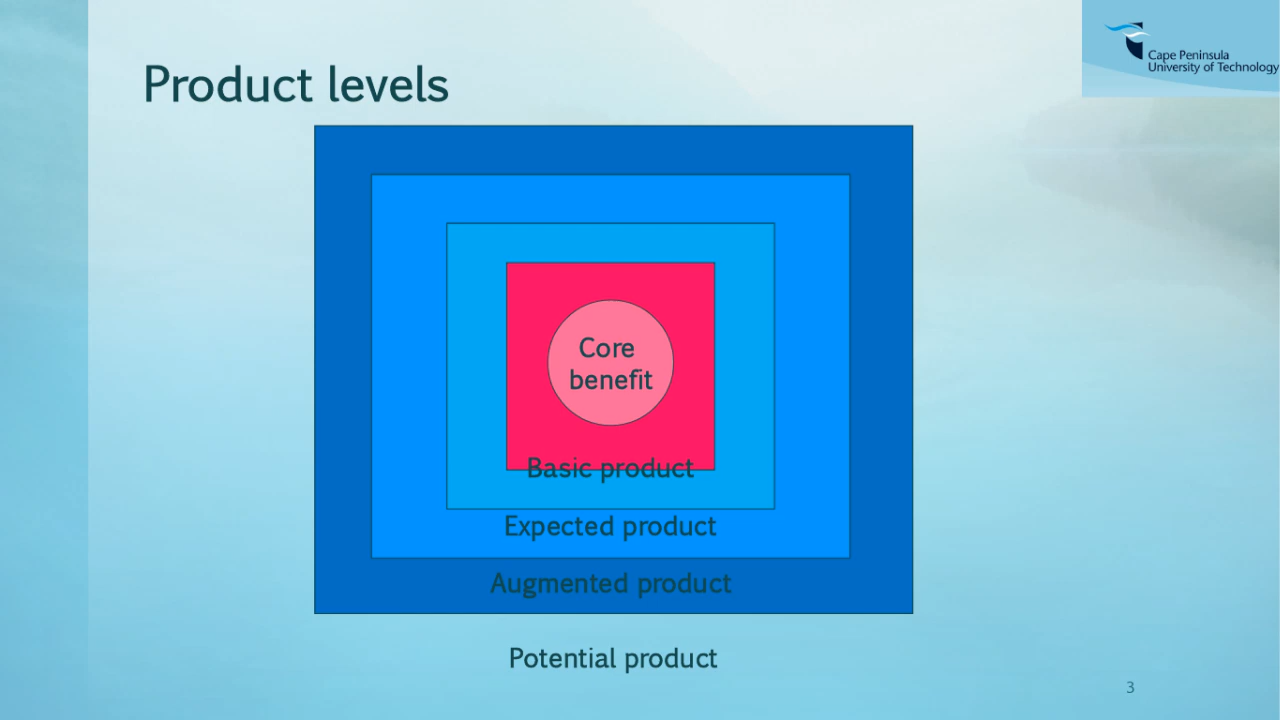 Cape Peninsula
University of Technology
Product levels
Core
benefit
Basic product
Expected product
Augmented product
Potential product
3